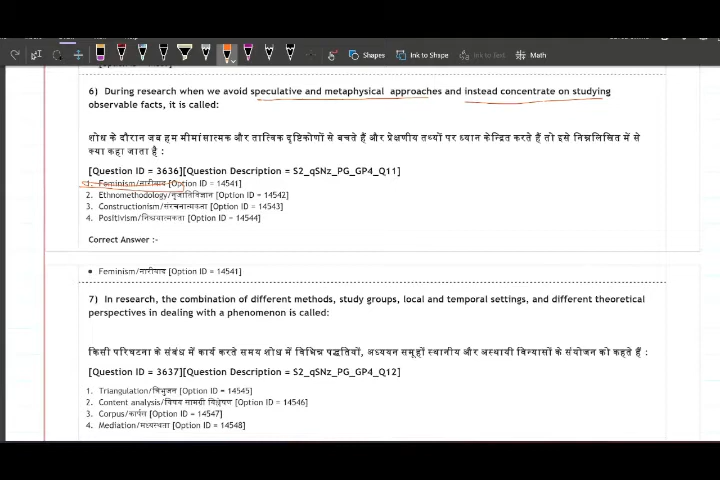 Shapes Ink to Shape Ink to Text Math
6) During research when we avoid speculative and metaphysical approaches and instead concentrate on studying
observable facts, it is called:
शोध के दौरान जब हम मीमांसात्मक और तात्विक दृष्टिकोणों से बचते हैं और प्रेक्षणीय तथ्यों पर ध्यान केन्द्रित करते हैं तो इसे निम्नलिखित में से
क्या कहा जाता है :
[Question ID = 3636][Question Description = S2_qSNz_PG_GP4_Q11]
1. Feminism/नारीवाद [Option ID = 14541]
2. Ethnomethodology/नृजातिविज्ञान [Option ID = 14542]
3. Constructionism/संरचनात्मकता [Option ID = 14543]
4. Positivism/निश्चयात्मकता [Option ID = 14544]
Correct Answer :-
• Feminism/नारीवाद [Option ID = 14541]
7) In research, the combination of different methods, study groups, local and temporal settings, and different theoretical
perspectives in dealing with a phenomenon is called:
किसी परिघटना के संबंध में कार्य करते समय शोध में विभिन्न पद्धतियों, अध्ययन समूहों स्थानीय और अस्थायी विन्यासों के संयोजन को कहते हैं :
[Question ID = 3637][Question Description = S2_qSNz_PG_GP4_Q12]
1. Triangulation/त्रिभुजन [Option ID = 14545]
2. Content analysis/विषय सामग्री विश्लेषण [Option ID = 14546]
3. Corpus/कार्पस [Option ID = 14547]
4. Mediation/मध्यस्थता [Option ID = 14548]